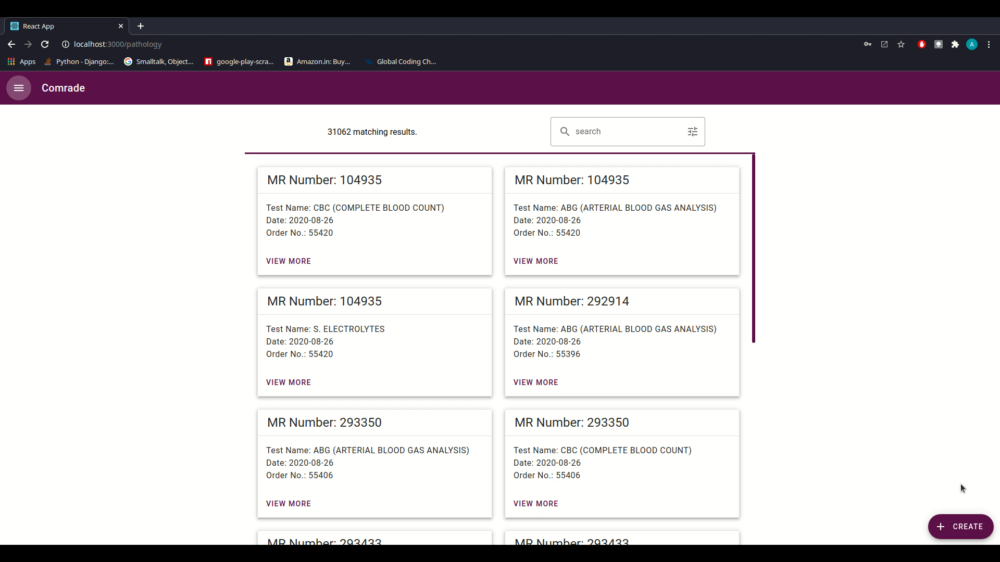 React App
localhost:3000/pathology
A
Apps
Python - Django:...
Smalltalk, Object...
google-play-scra...
Amazon.in: Buy...
Global Coding Ch...
Comrade
31062 matching results.
search
MR Number: 104935
Test Name: CBC (COMPLETE BLOOD COUNT)
Date: 2020-08-26
Order No.: 55420
VIEW MORE
MR Number: 104935
Test Name: ABG (ARTERIAL BLOOD GAS ANALYSIS)
Date: 2020-08-26
Order No.: 55420
VIEW MORE
MR Number: 104935
Test Name: S. ELECTROLYTES
Date: 2020-08-26
Order No.: 55420
VIEW MORE
MR Number: 292914
Test Name: ABG (ARTERIAL BLOOD GAS ANALYSIS)
Date: 2020-08-26
Order No.: 55396
VIEW MORE
MR Number: 293350
Test Name: ABG (ARTERIAL BLOOD GAS ANALYSIS)
Date: 2020-08-26
Order No.: 55406
VIEW MORE
MR Number: 293350
Test Name: CBC (COMPLETE BLOOD COUNT)
Date: 2020-08-26
Order No.: 55406
VIEW MORE
MR Number: 293433
MR Number: 293433
CREATE